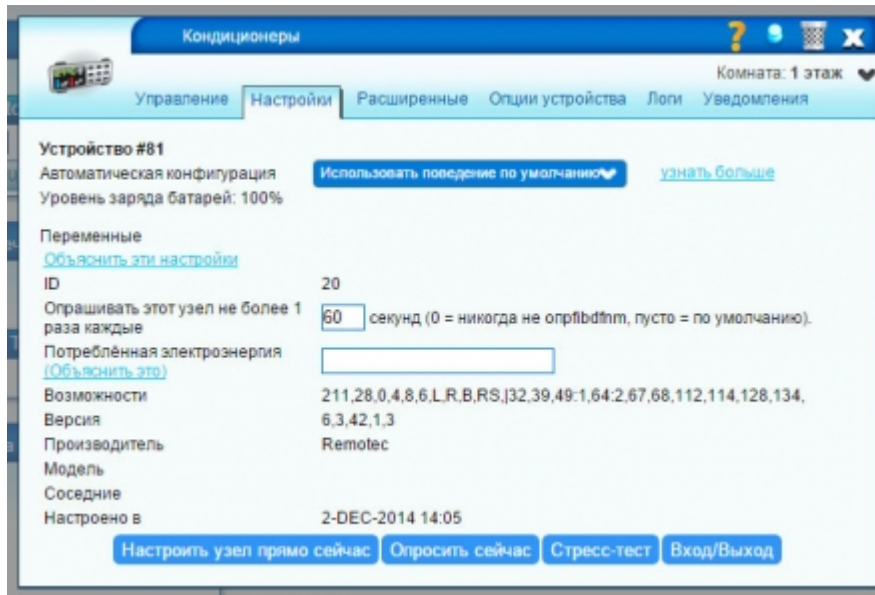 Кондиционеры
Комната: 1 этаж
Управление Настройки Расширенные Опции устройства Логи Уведомления
Устройство #81
Автоматическая конфигурация Использовать поведение по умолчанию узнать больше
Уровень заряда батарей: 100%
Переменные
Объяснить эти настройки
ID 20
Опрашивать этот узел не более 1
раза каждые 60 секунд (0 = никогда не опрfibdfnm, пусто = по умолчанию).
Потреблённая электроэнергия
(Объяснить это)
Возможности 211,28,0,4,8,6,L,R,B,RS,|32,39,49:1,64:2,67,68,112,114,128,134,
Версия 6,3,42,1,3
Производитель Remotec
Модель
Соседние
Настроено в 2-DEC-2014 14:05
Настроить узел прямо сейчас Опросить сейчас Стресс-тест Вход/Выход